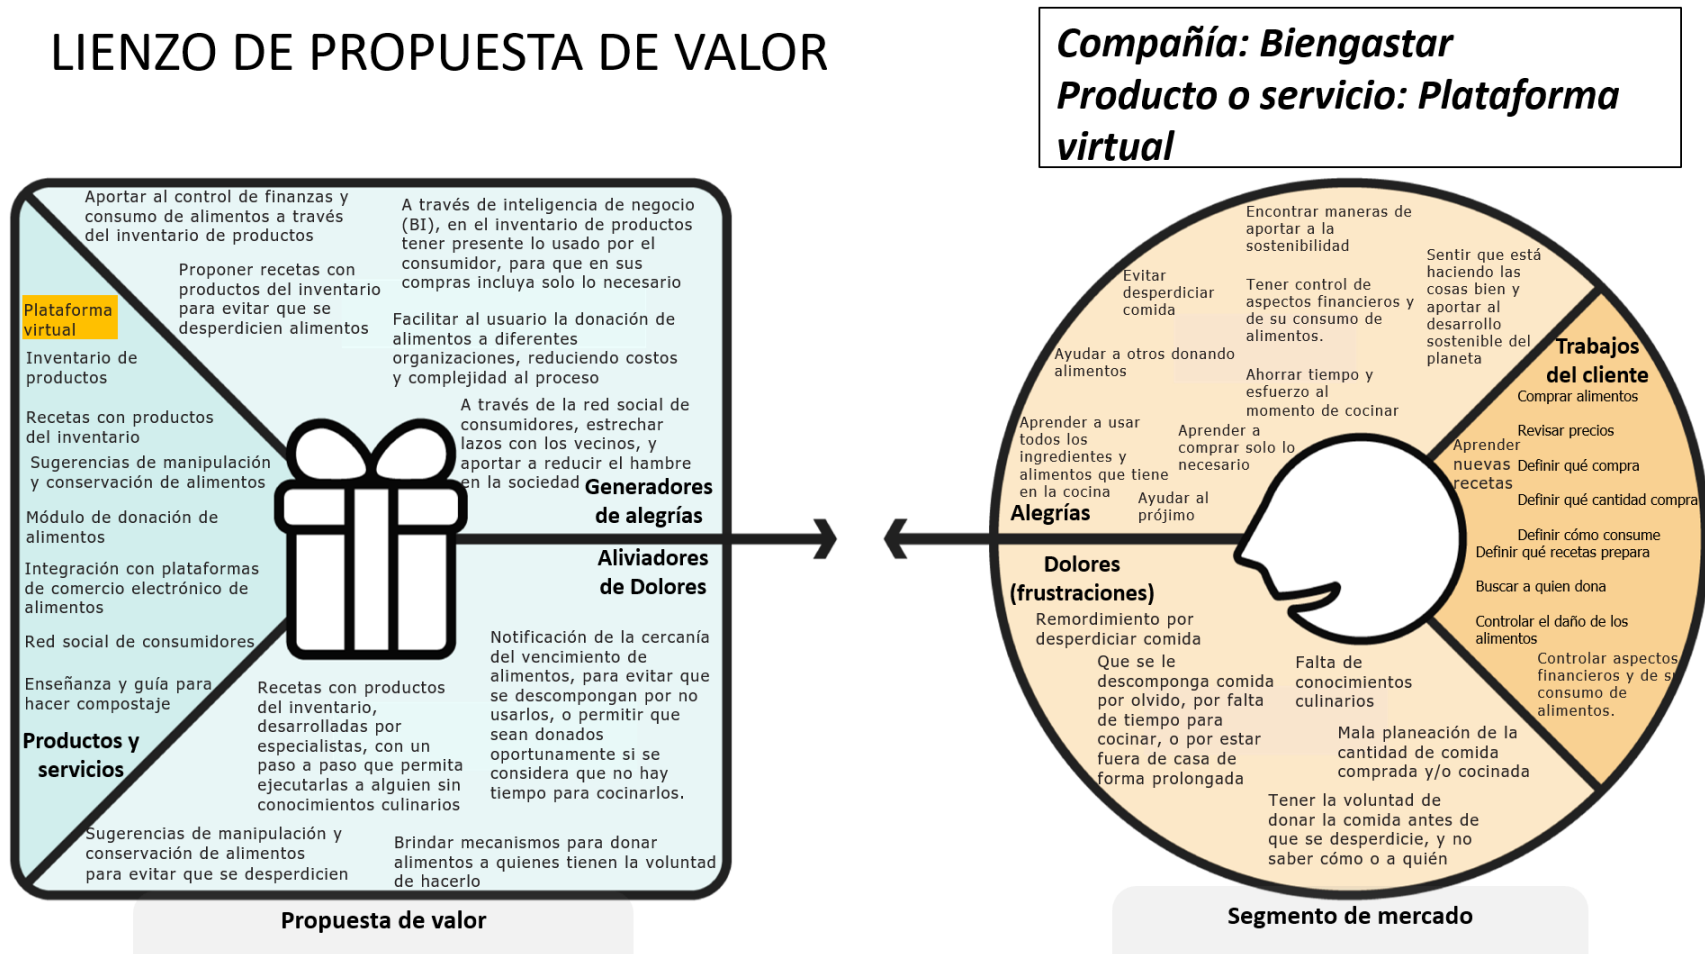 LIENZO DE PROPUESTA DE VALOR
Compañía: Biengastar
Producto o servicio: Plataforma
virtual
Aportar al control de finanzas y
consumo de alimentos a través
del inventario de productos
A través de inteligencia de negocio
(BI), en el inventario de productos
tener presente lo usado por el
consumidor, para que en sus
compras incluya solo lo necesario
Proponer recetas con
productos del inventario
para evitar que se
desperdicien alimentos
Facilitar al usuario la donación de
alimentos a diferentes
organizaciones, reduciendo costos
y complejidad al proceso
A través de la red social de
consumidores, estrechar
lazos con los vecinos, y
aportar a reducir el hambre
en la sociedad
Generadores
de alegrías
Plataforma
virtual
Inventario de
productos
Recetas con productos
del inventario
Sugerencias de manipulación
y conservación de alimentos
Módulo de donación de
alimentos
Integración con plataformas
de comercio electrónico de
alimentos
Red social de consumidores
Enseñanza y guía para
hacer compostaje
Productos y
servicios
Aliviadores
de Dolores
Notificación de la cercanía
del vencimiento de
alimentos, para evitar que
se descompongan por no
usarlos, o permitir que
sean donados
oportunamente si se
considera que no hay
tiempo para cocinarlos.
Recetas con productos
del inventario,
desarrolladas por
especialistas, con un
paso a paso que permita
ejecutarlas a alguien sin
conocimientos culinarios
Sugerencias de manipulación y
conservación de alimentos
para evitar que se desperdicien
Brindar mecanismos para donar
alimentos a quienes tienen la voluntad
de hacerlo
Propuesta de valor
Encontrar maneras de
aportar a la
sostenibilidad
Sentir que está
haciendo las
cosas bien y
aportar al
desarrollo
sostenible del
planeta
Evitar
desperdiciar
comida
Tener control de
aspectos financieros y
de su consumo de
alimentos.
Ayudar a otros donando
alimentos
Ahorrar tiempo y
esfuerzo al
momento de cocinar
Aprender a usar
todos los
ingredientes y
alimentos que tiene
en la cocina
Aprender a
comprar solo lo
necesario
Ayudar al
prójimo
Aprender
nuevas
recetas
Alegrías
Trabajos
del cliente
Comprar alimentos
Revisar precios
Definir qué compra
Definir qué cantidad compra
Definir cómo consume
Definir qué recetas prepara
Buscar a quien dona
Controlar el daño de los
alimentos
Controlar aspectos
financieros y de su
consumo de
alimentos.
Dolores
(frustraciones)
Remordimiento por
desperdiciar comida
Que se le
descomponga comida
por olvido, por falta
de tiempo para
cocinar, o por estar
fuera de casa de
forma prolongada
Falta de
conocimientos
culinarios
Mala planeación de la
cantidad de comida
comprada y/o cocinada
Tener la voluntad de
donar la comida antes de
que se desperdicie, y no
saber cómo o a quién
Segmento de mercado